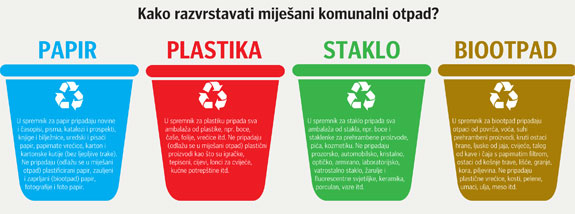 Kako razvrstavati miješani komunalni otpad?
PAPIR
U spremnik za papir pripadaju novine
i časopisi, pisma, katalozi i prospekti,
knjige i bilježnice, uredski i pisaći
papir, papirnate vrećice, karton i
kartonske kutije (bez ljepljive trake).
Ne pripadaju (odlažu se u miješani
otpad) plastificirani papir, zauljeni
i zaprljani (biootpad) papir,
fotografije i foto papir.
PLASTIKA
U spremnik za plastiku pripada sva
ambalaža od plastike, npr. boce,
čaše, folije, vrećice itd. Ne pripadaju
(odlažu se u miješani otpad) plastični
proizvodi kao što su igračke,
tepisoni, cijevi, lonci za cvijeće,
kućne potrepštine itd.
STAKLO
U spremnik za staklo pripada sva
ambalaža od stakla, npr. boce i
staklenke za prehrambene proizvode,
pića, kozmetiku. Ne pripadaju
prozorsko, automobilsko, kristalno,
optičko, armirano, laboratorijsko,
vatrostalno staklo, žarulje i
fluorescentne svjetiljke, keramika,
porculan, vaze itd.
BIOOTPAD
U spremnik za biootpad pripadaju
otpaci od povrća, voća, suhi
prehrambeni proizvodi, kruti ostaci
hrane, ljuske od jaja, cvijeće, talog
od kave i čaja s papirnatim filtrom,
ostaci od košnje trave, lišće, granje,
kora, piljevina. Ne pripadaju
plastične vrećice, kosti, pelene,
umaci, ulja, meso itd.